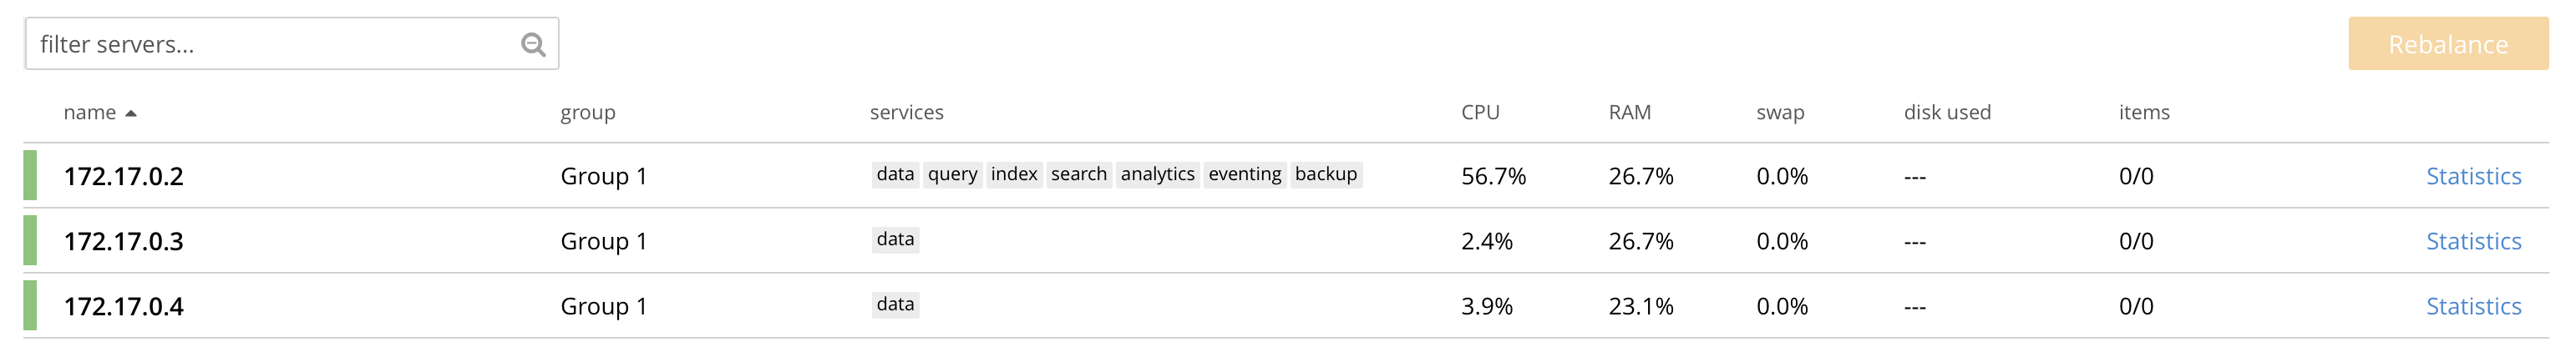 filter servers... Rebalance
name group services CPU RAM swap disk used items
172.17.0.2 Group 1 data query index search analytics eventing backup 56.7% 26.7% 0.0% --- 0/0 Statistics
172.17.0.3 Group 1 data 2.4% 26.7% 0.0% --- 0/0 Statistics
172.17.0.4 Group 1 data 3.9% 23.1% 0.0% --- 0/0 Statistics